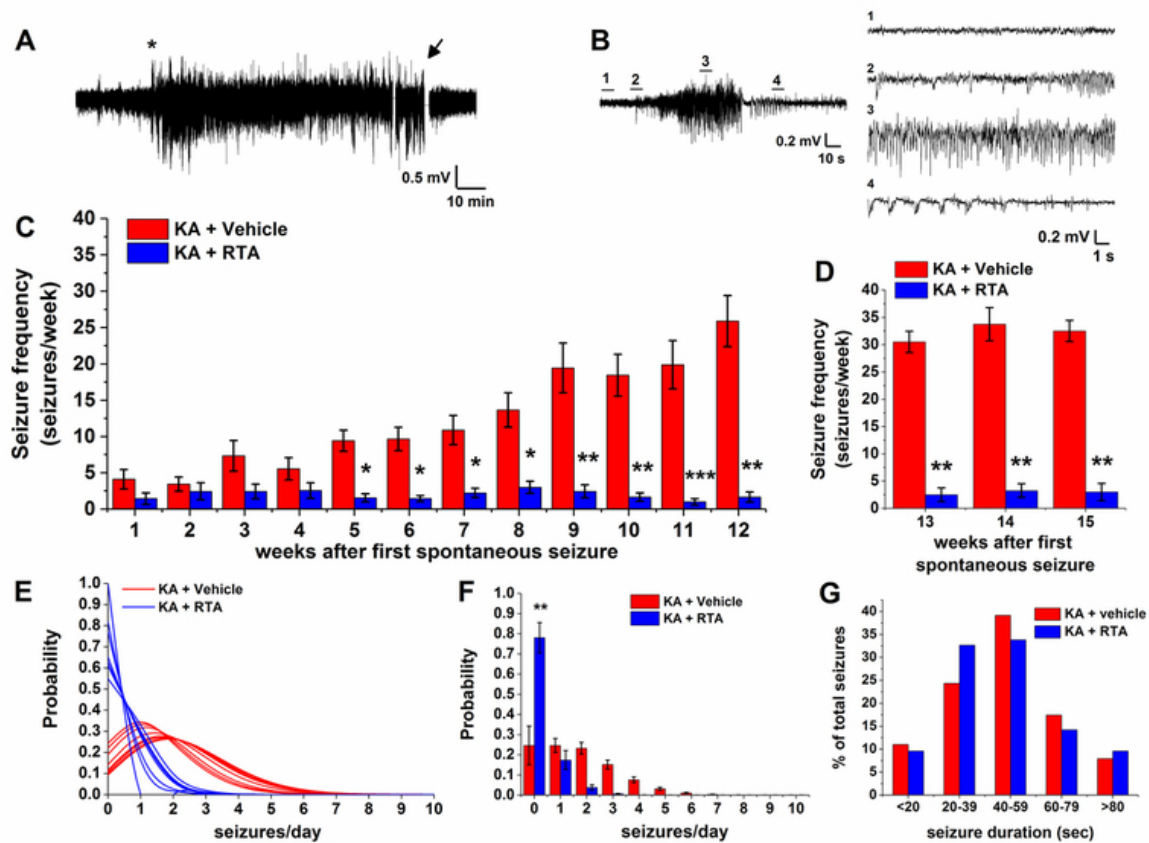 A
*
0.5 mV
10 min
B
1
2
3
4
0.2 mV
10 s
1
2
3
4
0.2 mV
1 s
C
KA + Vehicle
KA + RTA
Seizure frequency
(seizures/week)
40
35
30
25
20
15
10
5
0
* * * * ** ** *** **
1 2 3 4 5 6 7 8 9 10 11 12
weeks after first spontaneous seizure
D
KA + Vehicle
KA + RTA
Seizure frequency
(seizures/week)
40
35
30
25
20
15
10
5
0
** ** **
13 14 15
weeks after first
spontaneous seizure
E
KA + Vehicle
KA + RTA
Probability
1.0
0.9
0.8
0.7
0.6
0.5
0.4
0.3
0.2
0.1
0.0
0 1 2 3 4 5 6 7 8 9 10
seizures/day
F
KA + Vehicle
KA + RTA
**
Probability
1.0
0.9
0.8
0.7
0.6
0.5
0.4
0.3
0.2
0.1
0.0
0 1 2 3 4 5 6 7 8 9 10
seizures/day
G
KA + vehicle
KA + RTA
% of total seizures
40
35
30
25
20
15
10
5
0
<20 20-39 40-59 60-79 >80
seizure duration (sec)